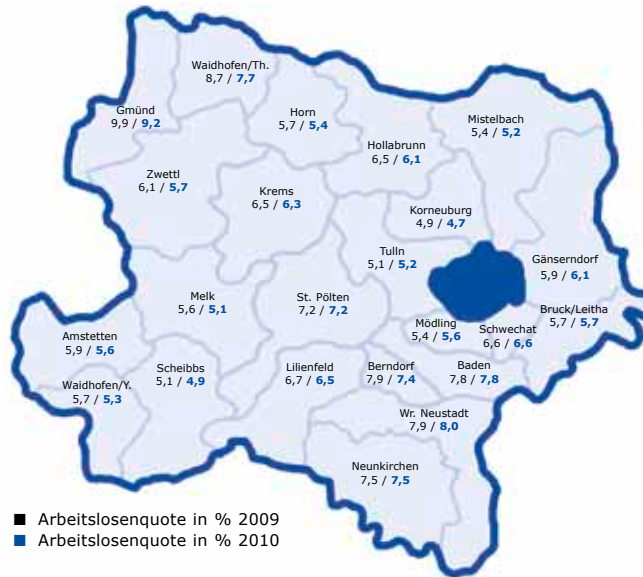 Waidhofen/Th.
8,7 / 7,7
Gmünd
9,9 / 9,2
Horn
5,7 / 5,4
Mistelbach
5,4 / 5,2
Hollabrunn
6,5 / 6,1
Zwettl
6,1 / 5,7
Krems
6,5 / 6,3
Korneuburg
4,9 / 4,7
Tulln
5,1 / 5,2
Gänserndorf
5,9 / 6,1
Melk
5,6 / 5,1
St. Pölten
7,2 / 7,2
Bruck/Leitha
5,7 / 5,7
Mödling
5,4 / 5,6
Schwechat
6,6 / 6,6
Amstetten
5,9 / 5,6
Waidhofen/Y.
5,7 / 5,3
Scheibbs
5,1 / 4,9
Lilienfeld
6,7 / 6,5
Berndorf
7,9 / 7,4
Baden
7,8 / 7,8
Wr. Neustadt
7,9 / 8,0
Neunkirchen
7,5 / 7,5
Arbeitslosenquote in % 2009
Arbeitslosenquote in % 2010